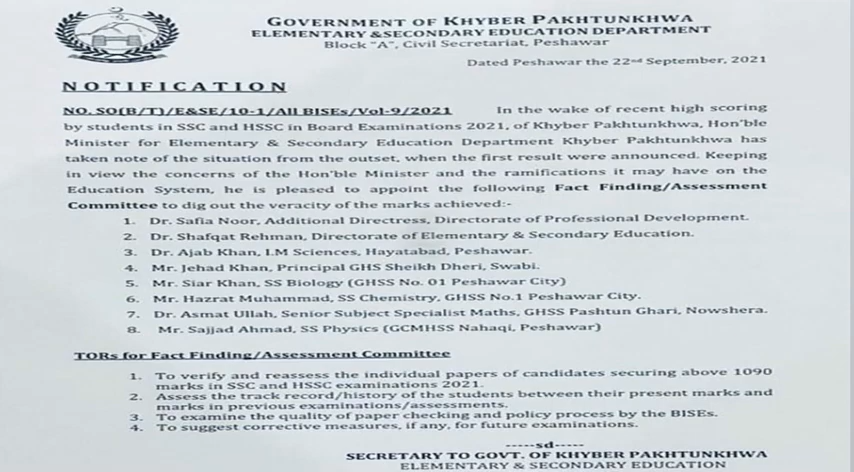 GOVERNMENT OF KHYBER PAKHTUNKHWA
ELEMENTARY &SECONDARY EDUCATION DEPARTMENT
Block "A", Civil Secretariat, Peshawar
Dated Peshawar the 22nd September, 2021
NOTIFICATION
NO. SO(B/T)/E&SE/10-1/All BISEs/Vol-9/2021 In the wake of recent high scoring
by students in SSC and HSSC in Board Examinations 2021, of Khyber Pakhtunkhwa, Hon'ble
Minister for Elementary & Secondary Education Department Khyber Pakhtunkhwa has
taken note of the situation from the outset, when the first result were announced. Keeping
in view the concerns of the Hon'ble Minister and the ramifications it may have on the
Education System, he is pleased to appoint the following Fact Finding/Assessment
Committee to dig out the veracity of the marks achieved:-
1. Dr. Safia Noor, Additional Directress, Directorate of Professional Development.
2. Dr. Shafqat Rehman, Directorate of Elementary & Secondary Education.
3. Dr. Ajab Khan, I.M Sciences, Hayatabad, Peshawar.
4. Mr. Jehad Khan, Principal GHS Sheikh Dheri, Swabi.
5. Mr. Siar Khan, SS Biology (GHSS No. 01 Peshawar City)
6. Mr. Hazrat Muhammad, SS Chemistry, GHSS No.1 Peshawar City.
7. Dr. Asmat Ullah, Senior Subject Specialist Maths, GHSS Pashtun Ghari, Nowshera.
8. Mr. Sajjad Ahmad, SS Physics (GCMHSS Nahaqi, Peshawar)
TORs for Fact Finding/Assessment Committee
1. To verify and reassess the individual papers of candidates securing above 1090
marks in SSC and HSSC examinations 2021.
2. Assess the track record/history of the students between their present marks and
marks in previous examinations/assessments.
3. To examine the quality of paper checking and policy process by the BISEs.
4. To suggest corrective measures, if any, for future examinations.
-----sd-----
SECRETARY TO GOVT. OF KHYBER PAKHTUNKHWA
ELEMENTARY & SECONDARY EDUCATION